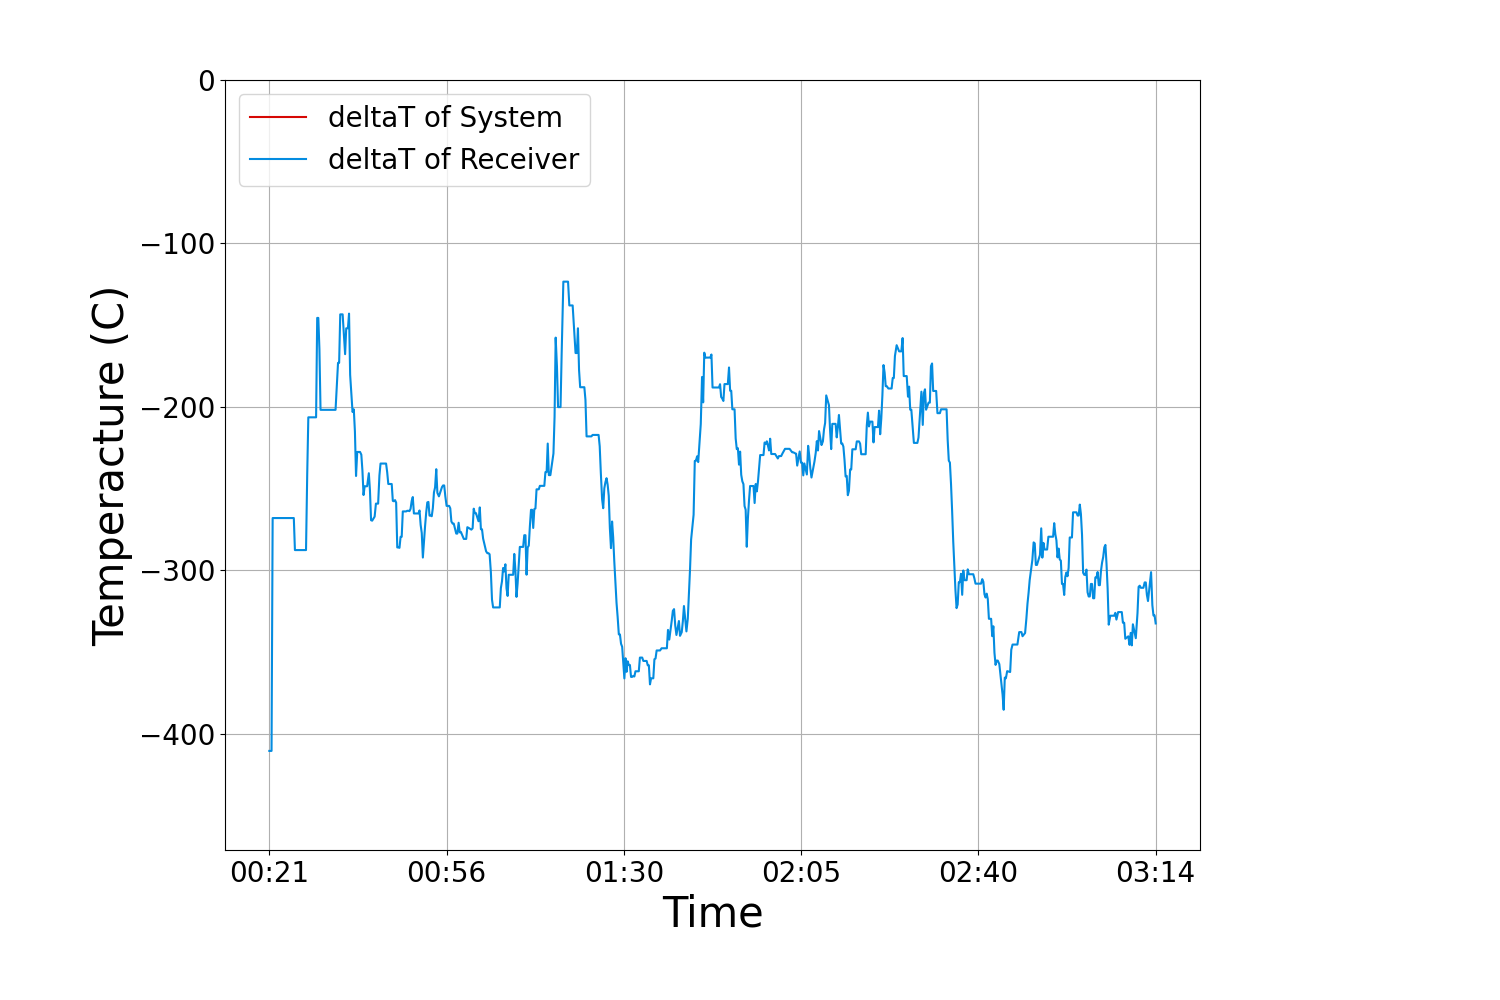 0
deltaT of System
deltaT of Receiver
−100
−200
−300
−400
Temperacture (C)
00:21 00:56 01:30 02:05 02:40 03:14
Time